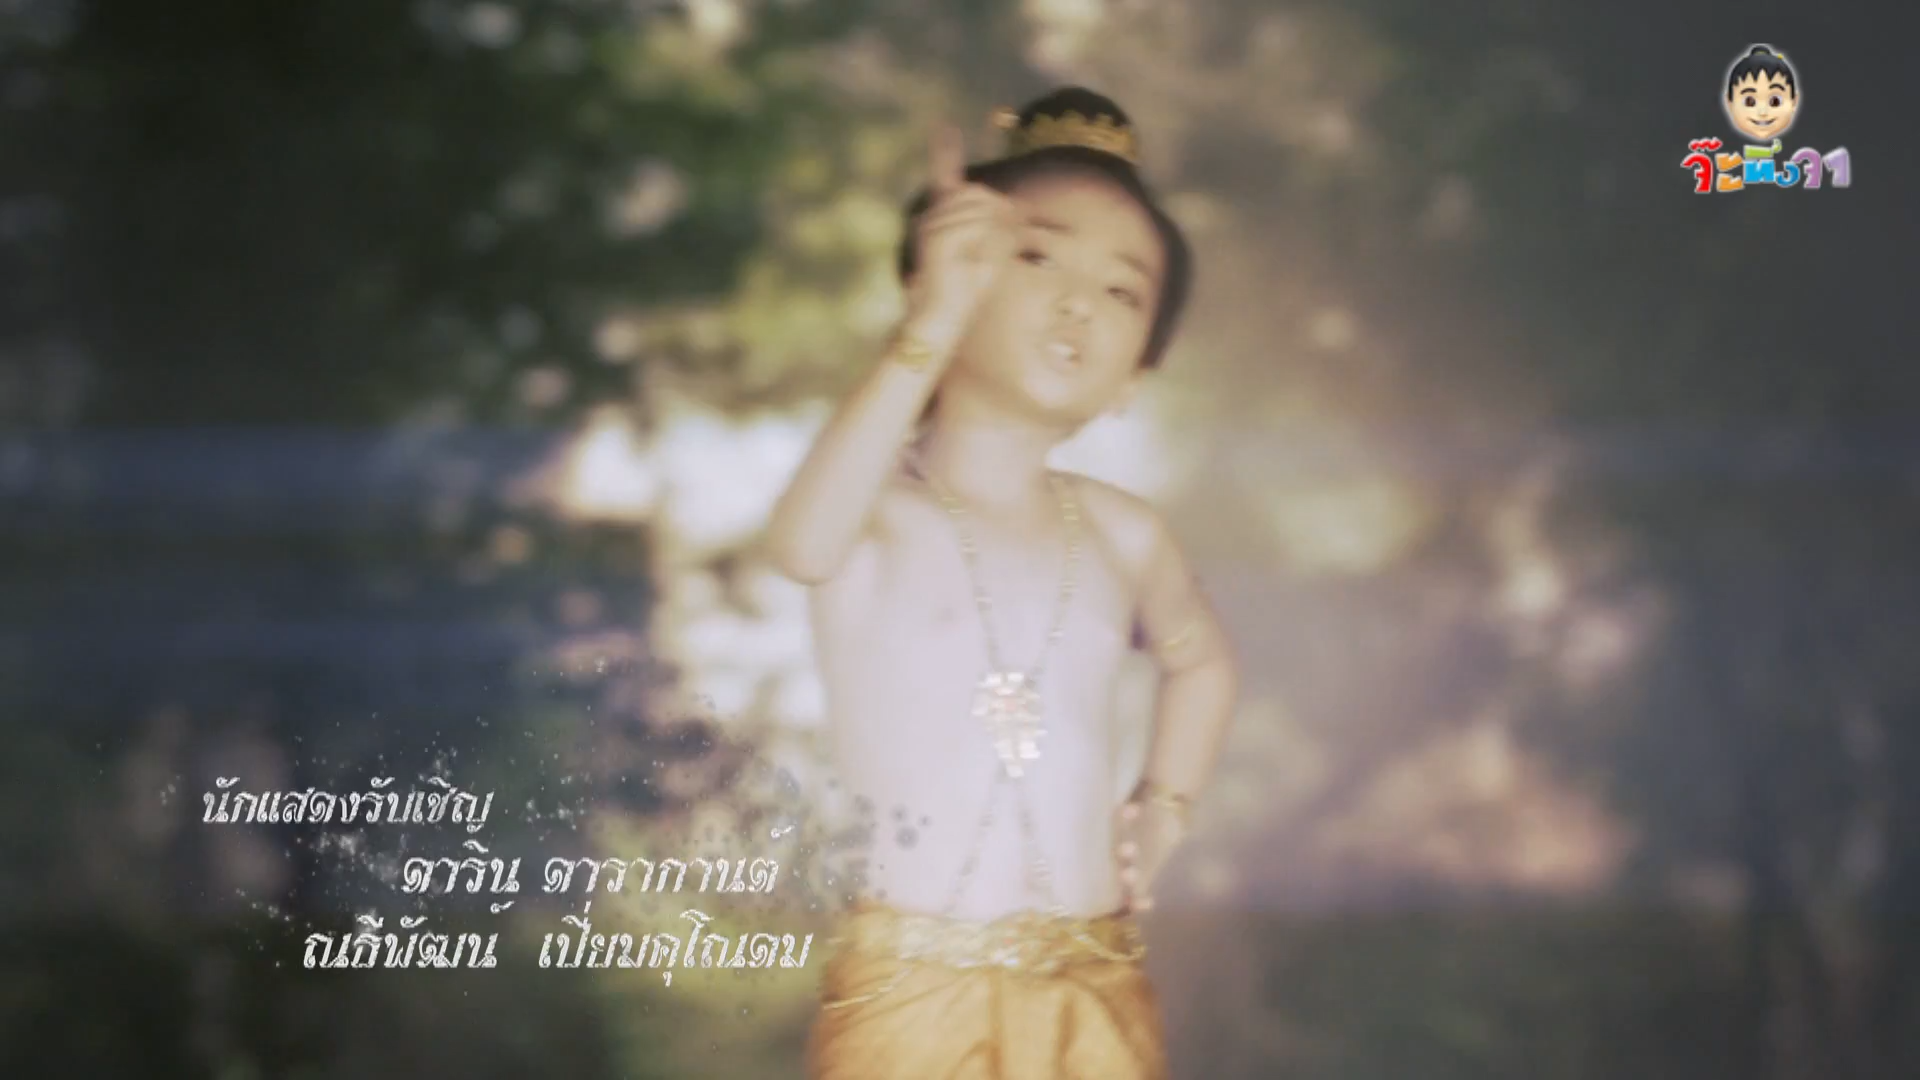 จ๊ะทิงจา
นักแสดงรับเชิญ
ดาริน ดารากานต์
ณธีพัฒน์ เปี่ยมคุโณดม